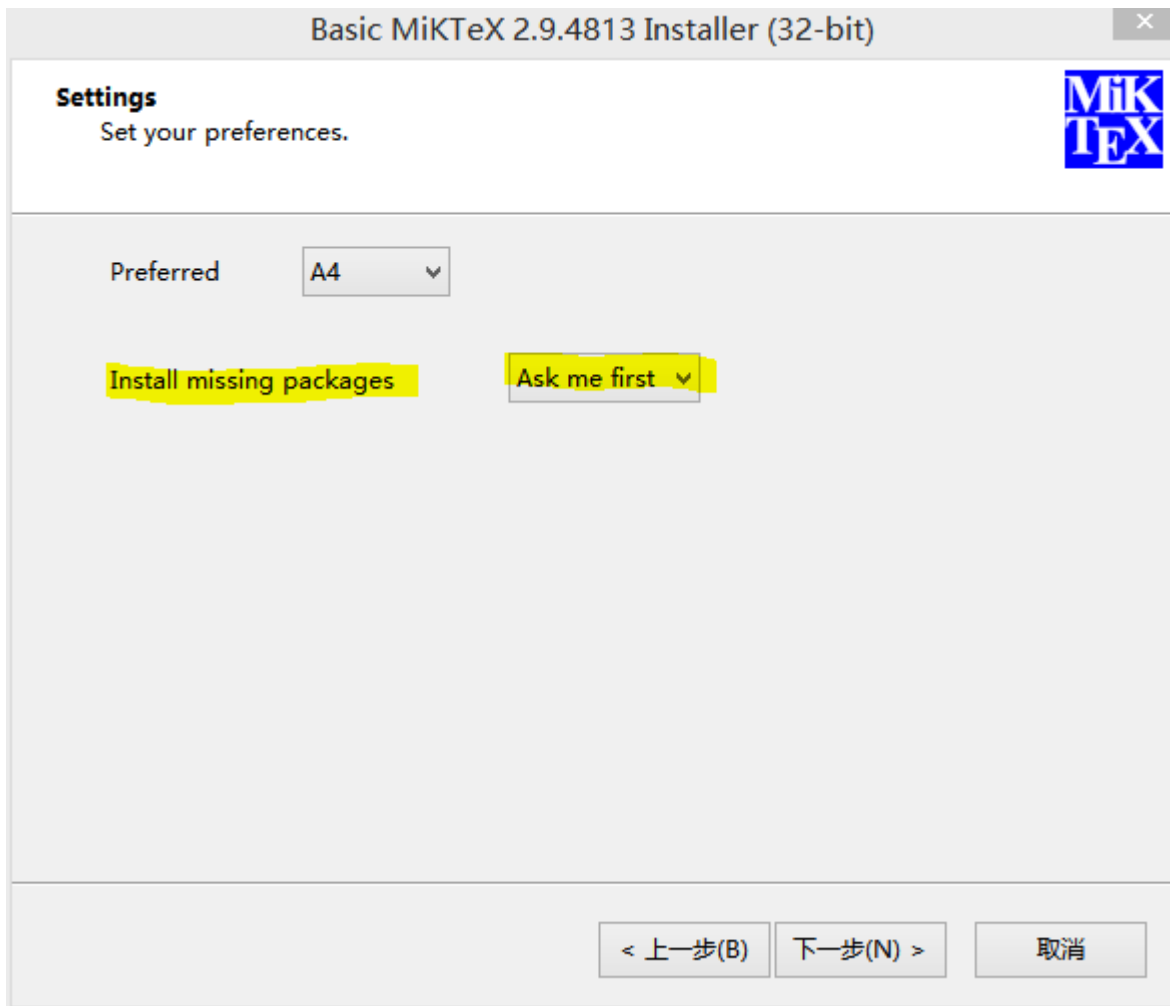 Basic MiKTeX 2.9.4813 Installer (32-bit)
Settings
Set your preferences.
MiK
TEX
Preferred A4
Install missing packages Ask me first
< 上一步(B) 下一步(N) > 取消